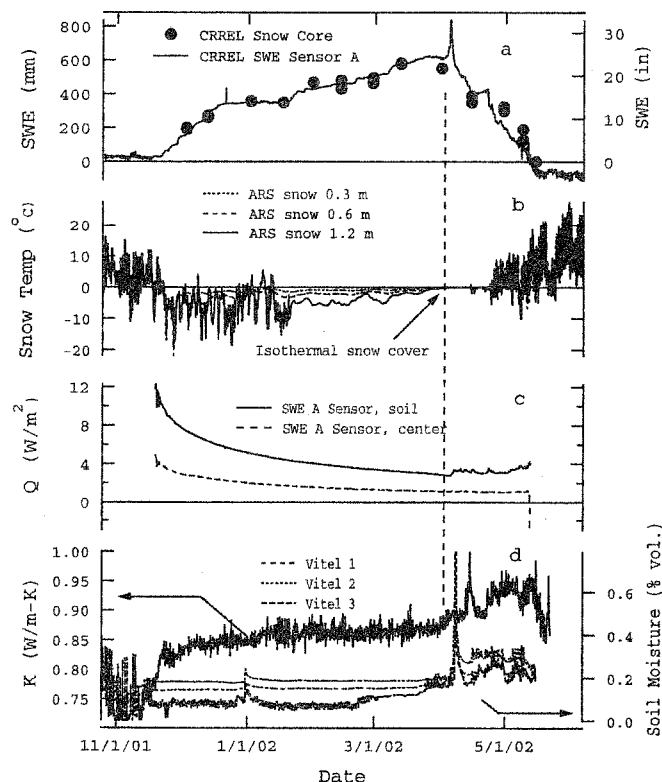 800
600
400
200
0
SWE (mm)
CRREL Snow Core
CRREL SWE Sensor A
a
30
20
10
0
SWE (in)
20
10
0
-10
-20
Snow Temp (°c)
ARS snow 0.3 m
ARS snow 0.6 m
ARS snow 1.2 m
b
Isothermal snow cover
12
8
4
0
Q (W/m²)
SWE A Sensor, soil
SWE A Sensor, center
c
1.00
0.95
0.90
0.85
0.80
0.75
K (W/m-K)
Vitel 1
Vitel 2
Vitel 3
d
0.6
0.4
0.2
0.0
Soil Moisture (% vol.)
11/1/01
1/1/02
3/1/02
5/1/02
Date